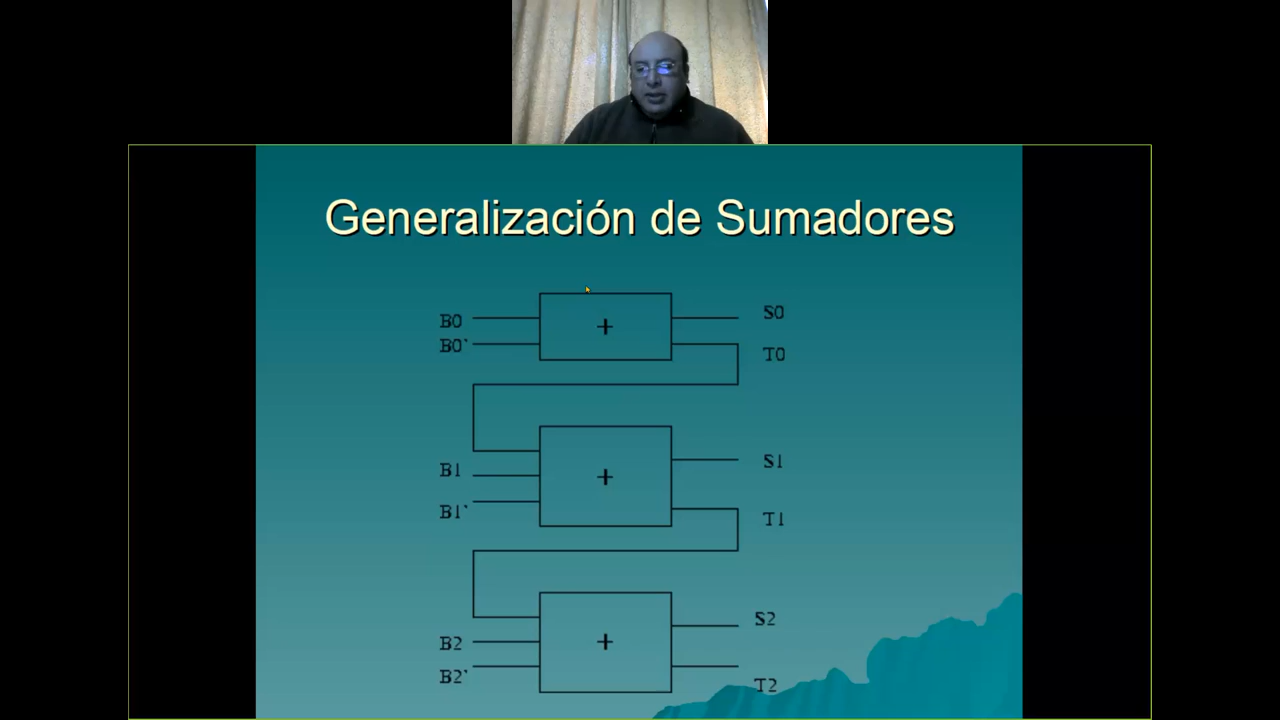 Generalización de Sumadores
B0
B0`
+
S0
T0
B1
B1`
+
S1
T1
B2
B2`
+
S2
T2